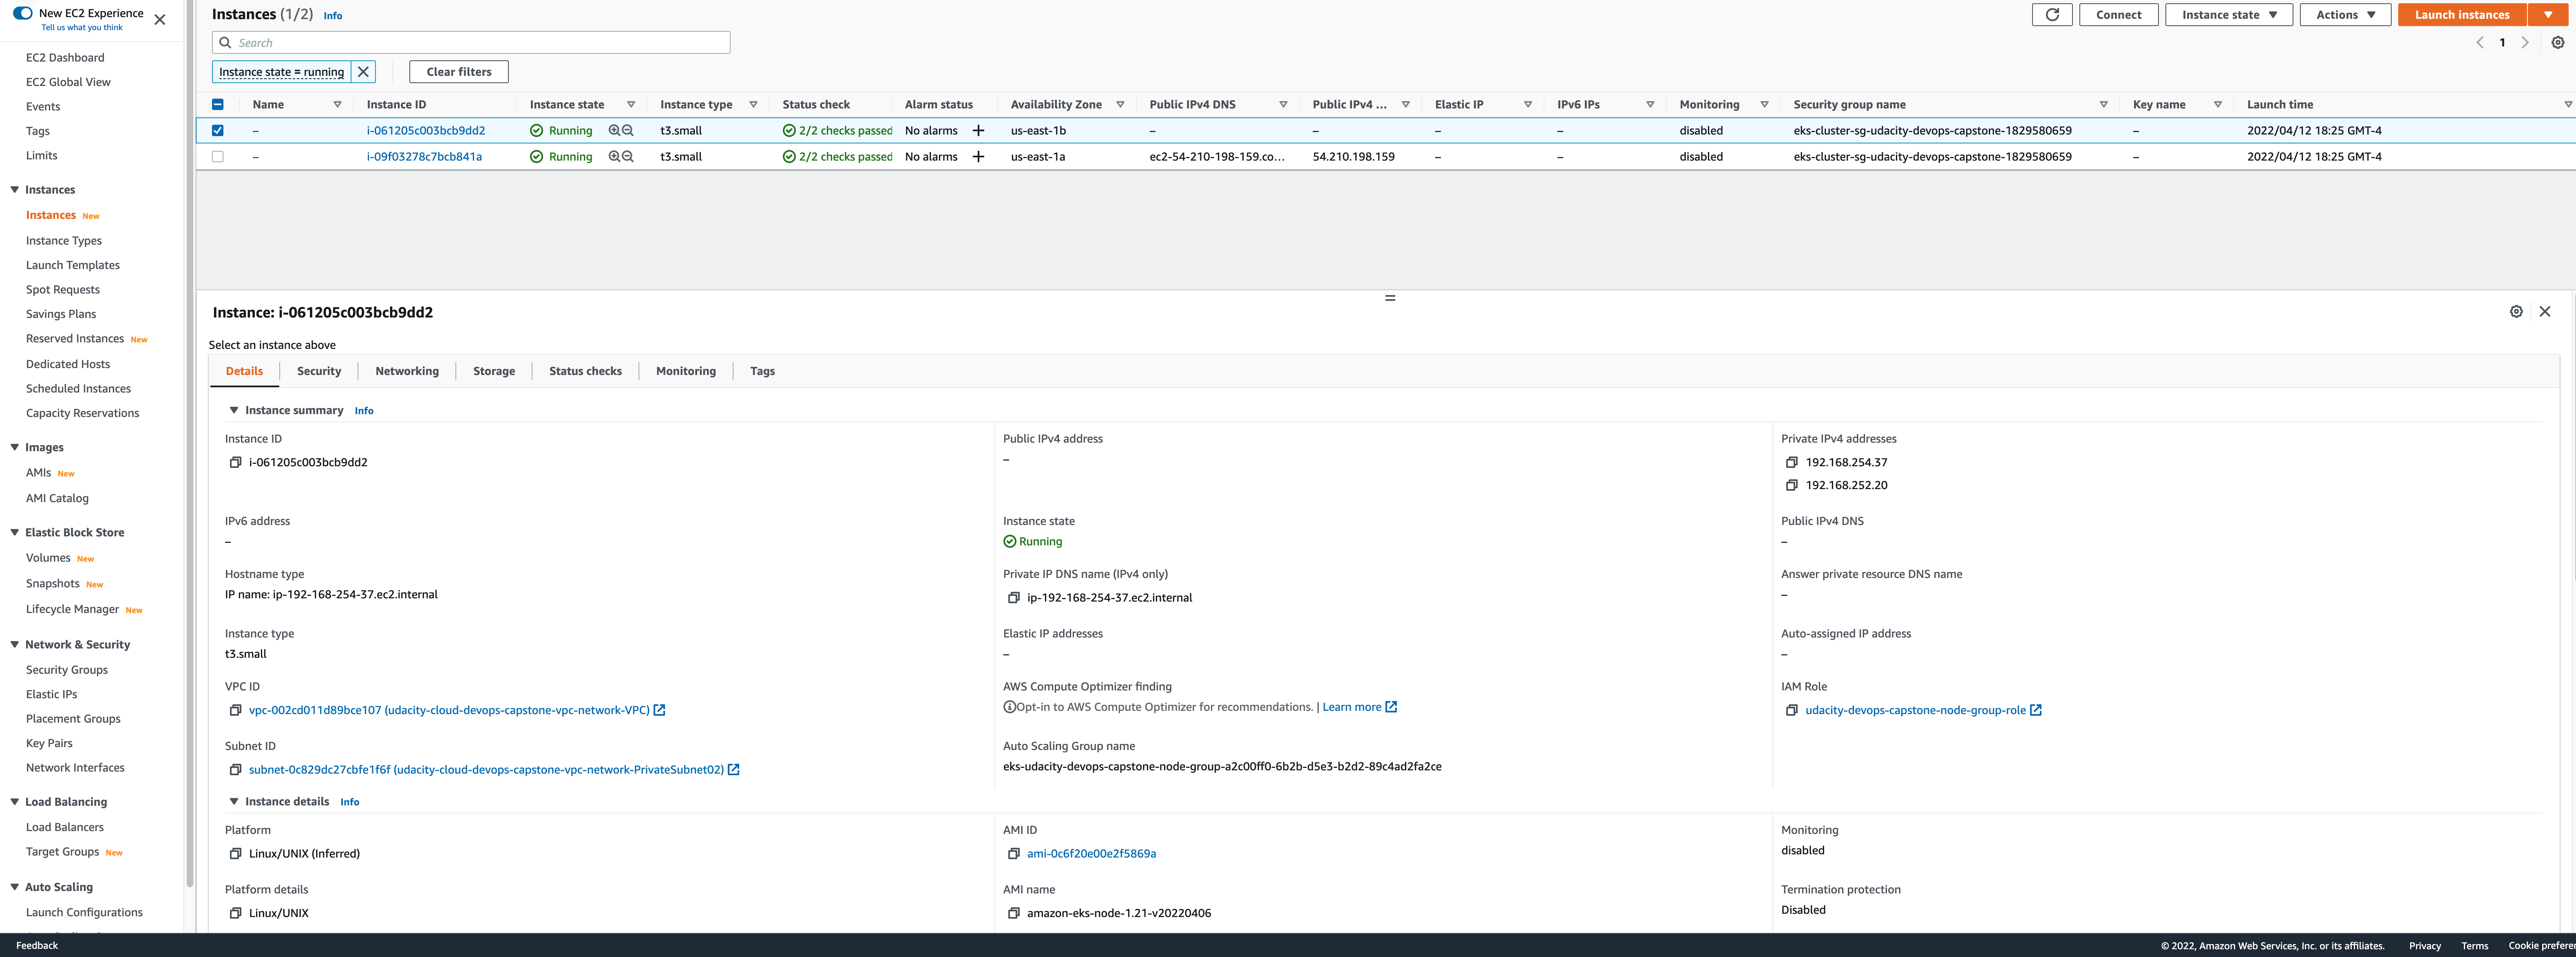 New EC2 Experience
Tell us what you think
EC2 Dashboard
EC2 Global View
Events
Tags
Limits
Instances
Instances New
Instance Types
Launch Templates
Spot Requests
Savings Plans
Reserved Instances New
Dedicated Hosts
Scheduled Instances
Capacity Reservations
Images
AMIs New
AMI Catalog
Elastic Block Store
Volumes New
Snapshots New
Lifecycle Manager New
Network & Security
Security Groups
Elastic IPs
Placement Groups
Key Pairs
Network Interfaces
Load Balancing
Load Balancers
Target Groups New
Auto Scaling
Launch Configurations
Instances (1/2) Info
Connect Instance state Actions Launch instances
Search
1
Instance state = running Clear filters
Name Instance ID Instance state Instance type Status check Alarm status Availability Zone Public IPv4 DNS Public IPv4 ... Elastic IP IPv6 IPs Monitoring Security group name Key name Launch time
– i-061205c003bcb9dd2 Running t3.small 2/2 checks passed No alarms us-east-1b – – – – disabled eks-cluster-sg-udacity-devops-capstone-1829580659 – 2022/04/12 18:25 GMT-4
– i-09f03278c7bcb841a Running t3.small 2/2 checks passed No alarms us-east-1a ec2-54-210-198-159.co... 54.210.198.159 – – disabled eks-cluster-sg-udacity-devops-capstone-1829580659 – 2022/04/12 18:25 GMT-4
Instance: i-061205c003bcb9dd2
Select an instance above
Details Security Networking Storage Status checks Monitoring Tags
Instance summary Info
Instance ID Public IPv4 address Private IPv4 addresses
i-061205c003bcb9dd2 – 192.168.254.37
192.168.252.20
IPv6 address Instance state Public IPv4 DNS
– Running –
Hostname type Private IP DNS name (IPv4 only) Answer private resource DNS name
IP name: ip-192-168-254-37.ec2.internal ip-192-168-254-37.ec2.internal –
Instance type Elastic IP addresses Auto-assigned IP address
t3.small – –
VPC ID AWS Compute Optimizer finding IAM Role
vpc-002cd011d89bce107 (udacity-cloud-devops-capstone-vpc-network-VPC) Opt-in to AWS Compute Optimizer for recommendations. | Learn more udacity-devops-capstone-node-group-role
Subnet ID Auto Scaling Group name
subnet-0c829dc27cbfe1f6f (udacity-cloud-devops-capstone-vpc-network-PrivateSubnet02) eks-udacity-devops-capstone-node-group-a2c00ff0-6b2b-d5e3-b2d2-89c4ad2fa2ce
Instance details Info
Platform AMI ID Monitoring
Linux/UNIX (Inferred) ami-0c6f20e00e2f5869a disabled
Platform details AMI name Termination protection
Linux/UNIX amazon-eks-node-1.21-v20220406 Disabled
Feedback © 2022, Amazon Web Services, Inc. or its affiliates. Privacy Terms Cookie preferen